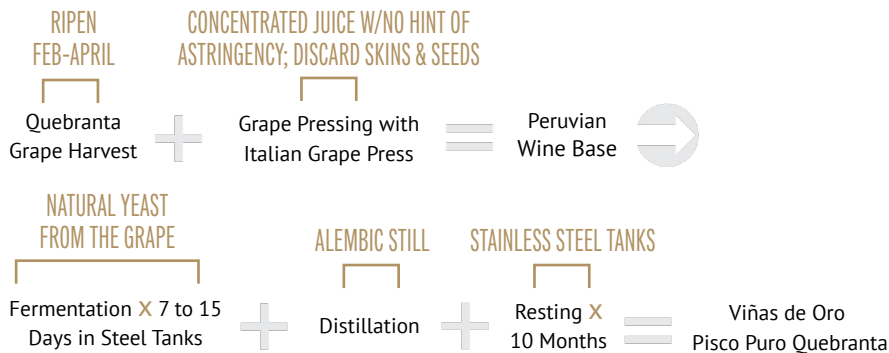 RIPEN
FEB-APRIL
CONCENTRATED JUICE W/NO HINT OF
ASTRINGENCY; DISCARD SKINS & SEEDS
Quebranta
Grape Harvest
+
Grape Pressing with
Italian Grape Press
=
Peruvian
Wine Base
NATURAL YEAST
FROM THE GRAPE
Fermentation X 7 to 15
Days in Steel Tanks
+
ALEMBIC STILL
Distillation
+
STAINLESS STEEL TANKS
Resting X
10 Months
=
Viñas de Oro
Pisco Puro Quebranta